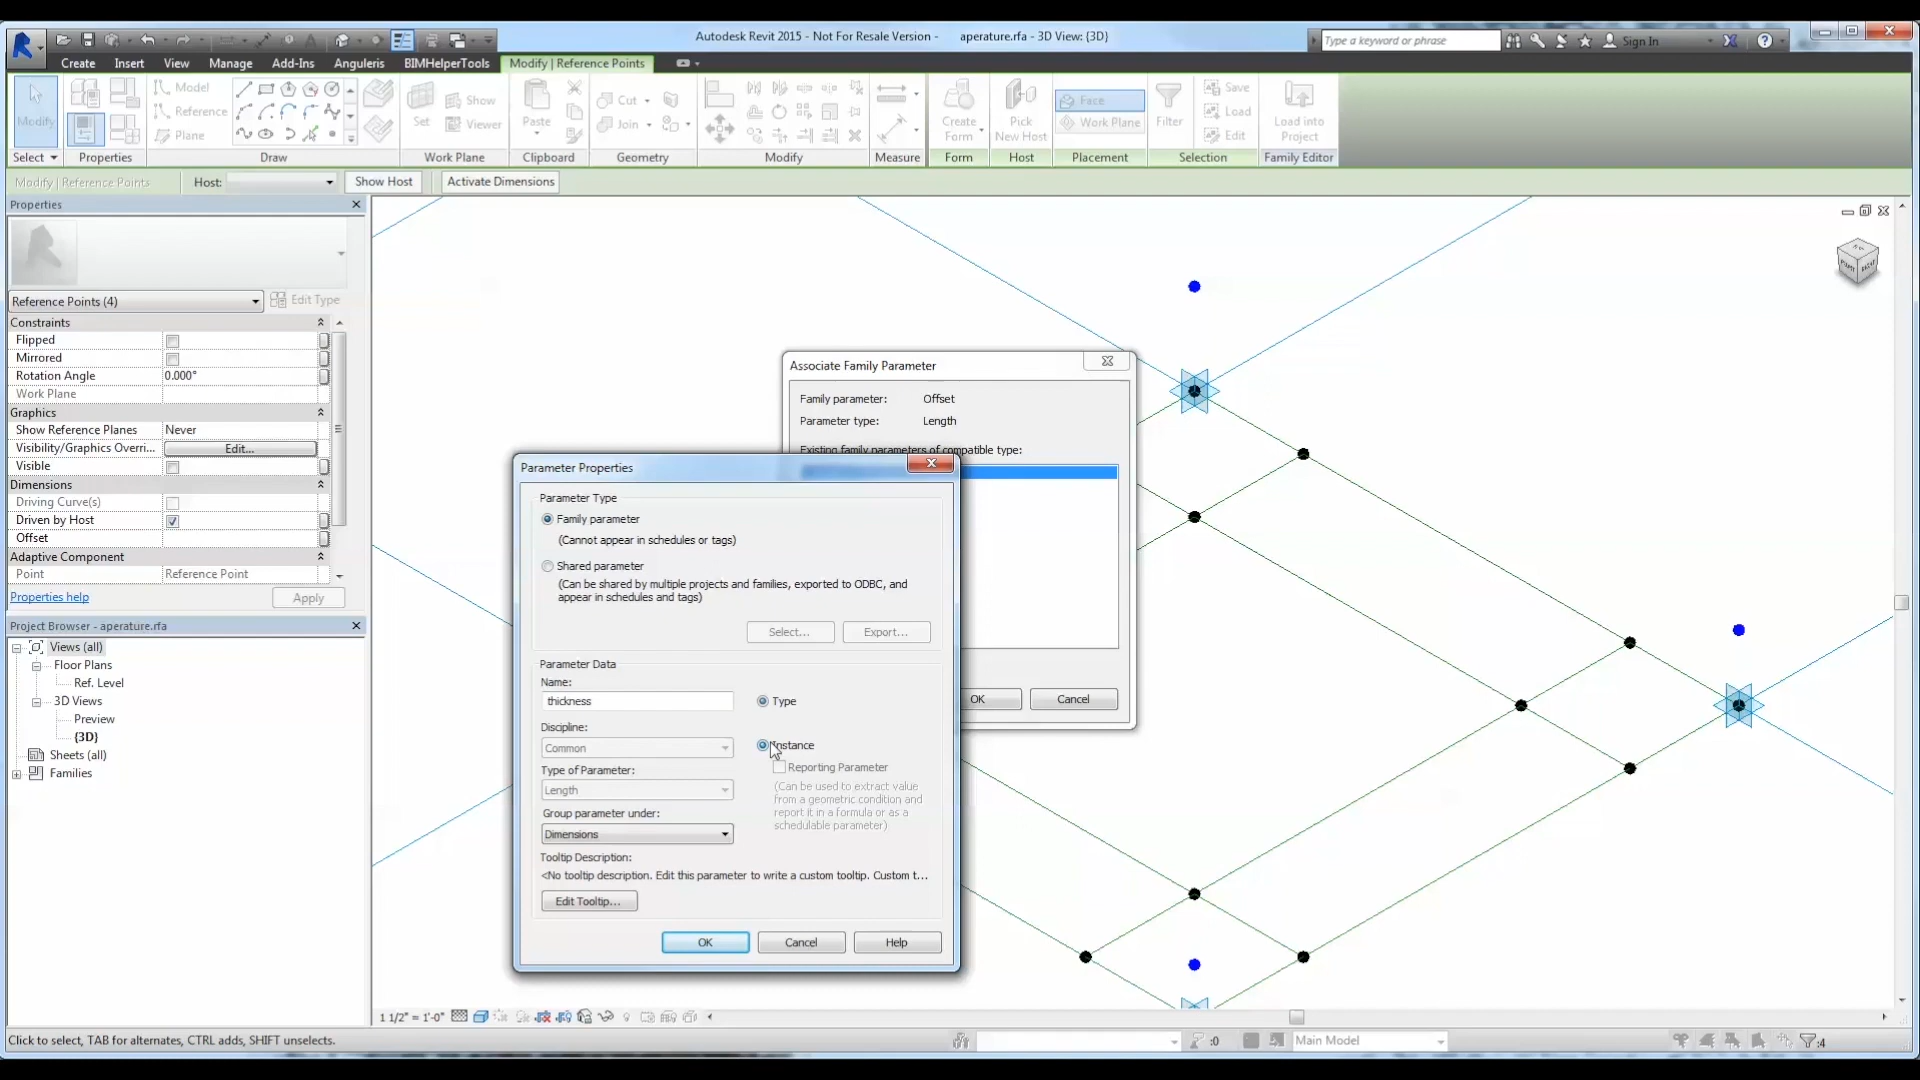 Autodesk Revit 2015 - Not For Resale Version - aperature.rfa - 3D View: {3D}
Type a keyword or phrase
Sign In
Create Insert View Manage Add-Ins Anguleris BIMHelperTools Modify | Reference Points
Modify
Model
Reference
Plane
Set
Show
Viewer
Paste
Cut
Join
Create Form
Pick New Host
Face
Work Plane
Filter
Save
Load
Edit
Load into Project
Select Properties Draw Work Plane Clipboard Geometry Modify Measure Form Host Placement Selection Family Editor
Modify | Reference Points Host: Show Host Activate Dimensions
Properties
Reference Points (4) Edit Type
Constraints
Flipped
Mirrored
Rotation Angle 0.000°
Work Plane
Graphics
Show Reference Planes Never
Visibility/Graphics Overri... Edit...
Visible
Dimensions
Driving Curve(s)
Driven by Host
Offset
Adaptive Component
Point Reference Point
Properties help Apply
Project Browser - aperature.rfa
Views (all)
Floor Plans
Ref. Level
3D Views
Preview
{3D}
Sheets (all)
Families
Associate Family Parameter
Family parameter: Offset
Parameter type: Length
Existing family parameters of compatible type:
OK Cancel
Parameter Properties
Parameter Type
Family parameter
(Cannot appear in schedules or tags)
Shared parameter
(Can be shared by multiple projects and families, exported to ODBC, and
appear in schedules and tags)
Select... Export...
Parameter Data
Name:
thickness
Type
Discipline:
Common
Instance
Type of Parameter:
Reporting Parameter
Length
(Can be used to extract value
from a geometric condition and
report it in a formula or as a
schedulable parameter)
Group parameter under:
Dimensions
Tooltip Description:
<No tooltip description. Edit this parameter to write a custom tooltip. Custom t...
Edit Tooltip...
OK Cancel Help
1 1/2" = 1'-0"
Click to select, TAB for alternates, CTRL adds, SHIFT unselects.
:0
Main Model
:4